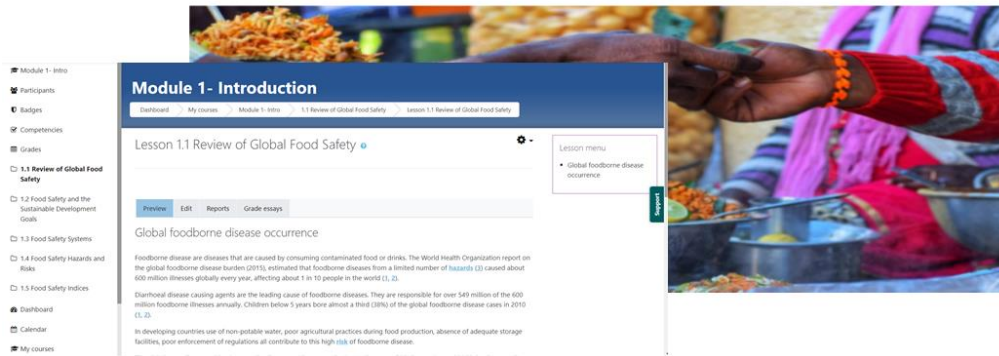 Module 1- Intro
Participants
Badges
Competencies
Grades
1.1 Review of Global Food
Safety
1.2 Food Safety and the
Sustainable Development
Goals
1.3 Food Safety Systems
1.4 Food Safety Hazards and
Risks
1.5 Food Safety Indices
Dashboard
Calendar
My courses
Module 1- Introduction
Dashboard My courses Module 1- Intro 1.1 Review of Global Food Safety Lesson 1.1 Review of Global Food Safety
Lesson 1.1 Review of Global Food Safety
Preview Edit Reports Grade essays
Global foodborne disease occurrence
Foodborne disease are diseases that are caused by consuming contaminated food or drinks. The World Health Organization report on
the global foodborne disease burden (2015), estimated that foodborne diseases from a limited number of hazards (3) caused about
600 million illnesses globally every year, affecting about 1 in 10 people in the world (1, 2).
Diarrhoeal disease causing agents are the leading cause of foodborne diseases. They are responsible for over 549 million of the 600
million foodborne illnesses annually. Children below 5 years bore almost a third (38%) of the global foodborne disease cases in 2010
(1, 2).
In developing countries use of non-potable water, poor agricultural practices during food production, absence of adequate storage
facilities, poor enforcement of regulations all contribute to this high risk of foodborne disease.
Lesson menu
Global foodborne disease
occurrence
Support